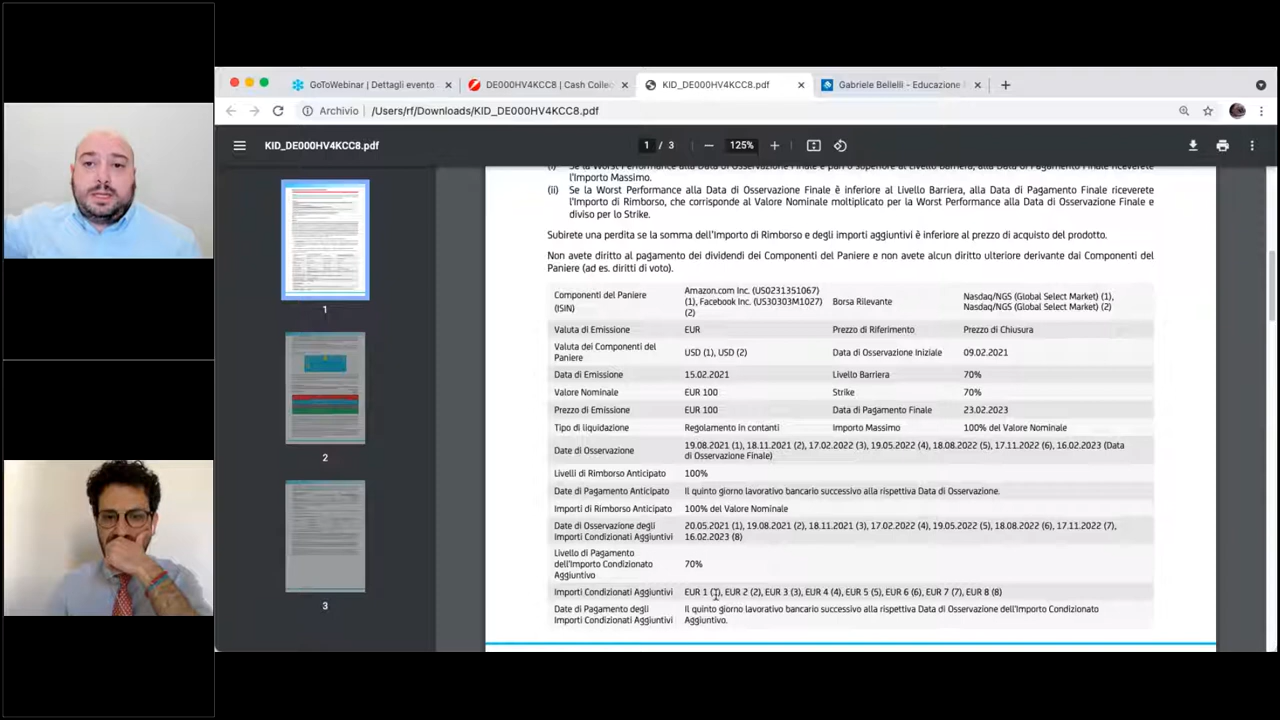 GoToWebinar | Dettagli evento
DE000HV4KCC8 | Cash Colle
KID_DE000HV4KCC8.pdf
Gabriele Bellelli - Educazione
Archivio
/Users/rf/Downloads/KID_DE000HV4KCC8.pdf
KID_DE000HV4KCC8.pdf
1 / 3
125%
1
2
3
l'Importo Massimo.
(ii) Se la Worst Performance alla Data di Osservazione Finale è inferiore al Livello Barriera, alla Data di Pagamento Finale riceverete
l'Importo di Rimborso, che corrisponde al Valore Nominale moltiplicato per la Worst Performance alla Data di Osservazione Finale e
diviso per lo Strike.
Subirete una perdita se la somma dell'Importo di Rimborso e degli importi aggiuntivi è inferiore al prezzo di acquisto del prodotto.
Non avete diritto al pagamento dei dividendi dei Componenti del Paniere e non avete alcun diritto ulteriore derivante dai Componenti del
Paniere (ad es. diritti di voto).
Componenti del Paniere
(ISIN)
Amazon.com Inc. (US0231351067)
(1), Facebook Inc. (US30303M1027)
(2)
Borsa Rilevante
Nasdaq/NGS (Global Select Market) (1),
Nasdaq/NGS (Global Select Market) (2)
Valuta di Emissione EUR Prezzo di Riferimento Prezzo di Chiusura
Valuta dei Componenti del
Paniere
USD (1), USD (2) Data di Osservazione Iniziale 09.02.2021
Data di Emissione 15.02.2021 Livello Barriera 70%
Valore Nominale EUR 100 Strike 70%
Prezzo di Emissione EUR 100 Data di Pagamento Finale 23.02.2023
Tipo di liquidazione Regolamento in contanti Importo Massimo 100% del Valore Nominale
Date di Osservazione
19.08.2021 (1), 18.11.2021 (2), 17.02.2022 (3), 19.05.2022 (4), 18.08.2022 (5), 17.11.2022 (6), 16.02.2023 (Data
di Osservazione Finale)
Livelli di Rimborso Anticipato 100%
Date di Pagamento Anticipato Il quinto giorno lavorativo bancario successivo alla rispettiva Data di Osservazione.
Importi di Rimborso Anticipato 100% del Valore Nominale
Date di Osservazione degli
Importi Condizionati Aggiuntivi
20.05.2021 (1), 19.08.2021 (2), 18.11.2021 (3), 17.02.2022 (4), 19.05.2022 (5), 18.08.2022 (6), 17.11.2022 (7),
16.02.2023 (8)
Livello di Pagamento
dell'Importo Condizionato
Aggiuntivo
70%
Importi Condizionati Aggiuntivi EUR 1 (1), EUR 2 (2), EUR 3 (3), EUR 4 (4), EUR 5 (5), EUR 6 (6), EUR 7 (7), EUR 8 (8)
Date di Pagamento degli
Importi Condizionati Aggiuntivi
Il quinto giorno lavorativo bancario successivo alla rispettiva Data di Osservazione dell'Importo Condizionato
Aggiuntivo.